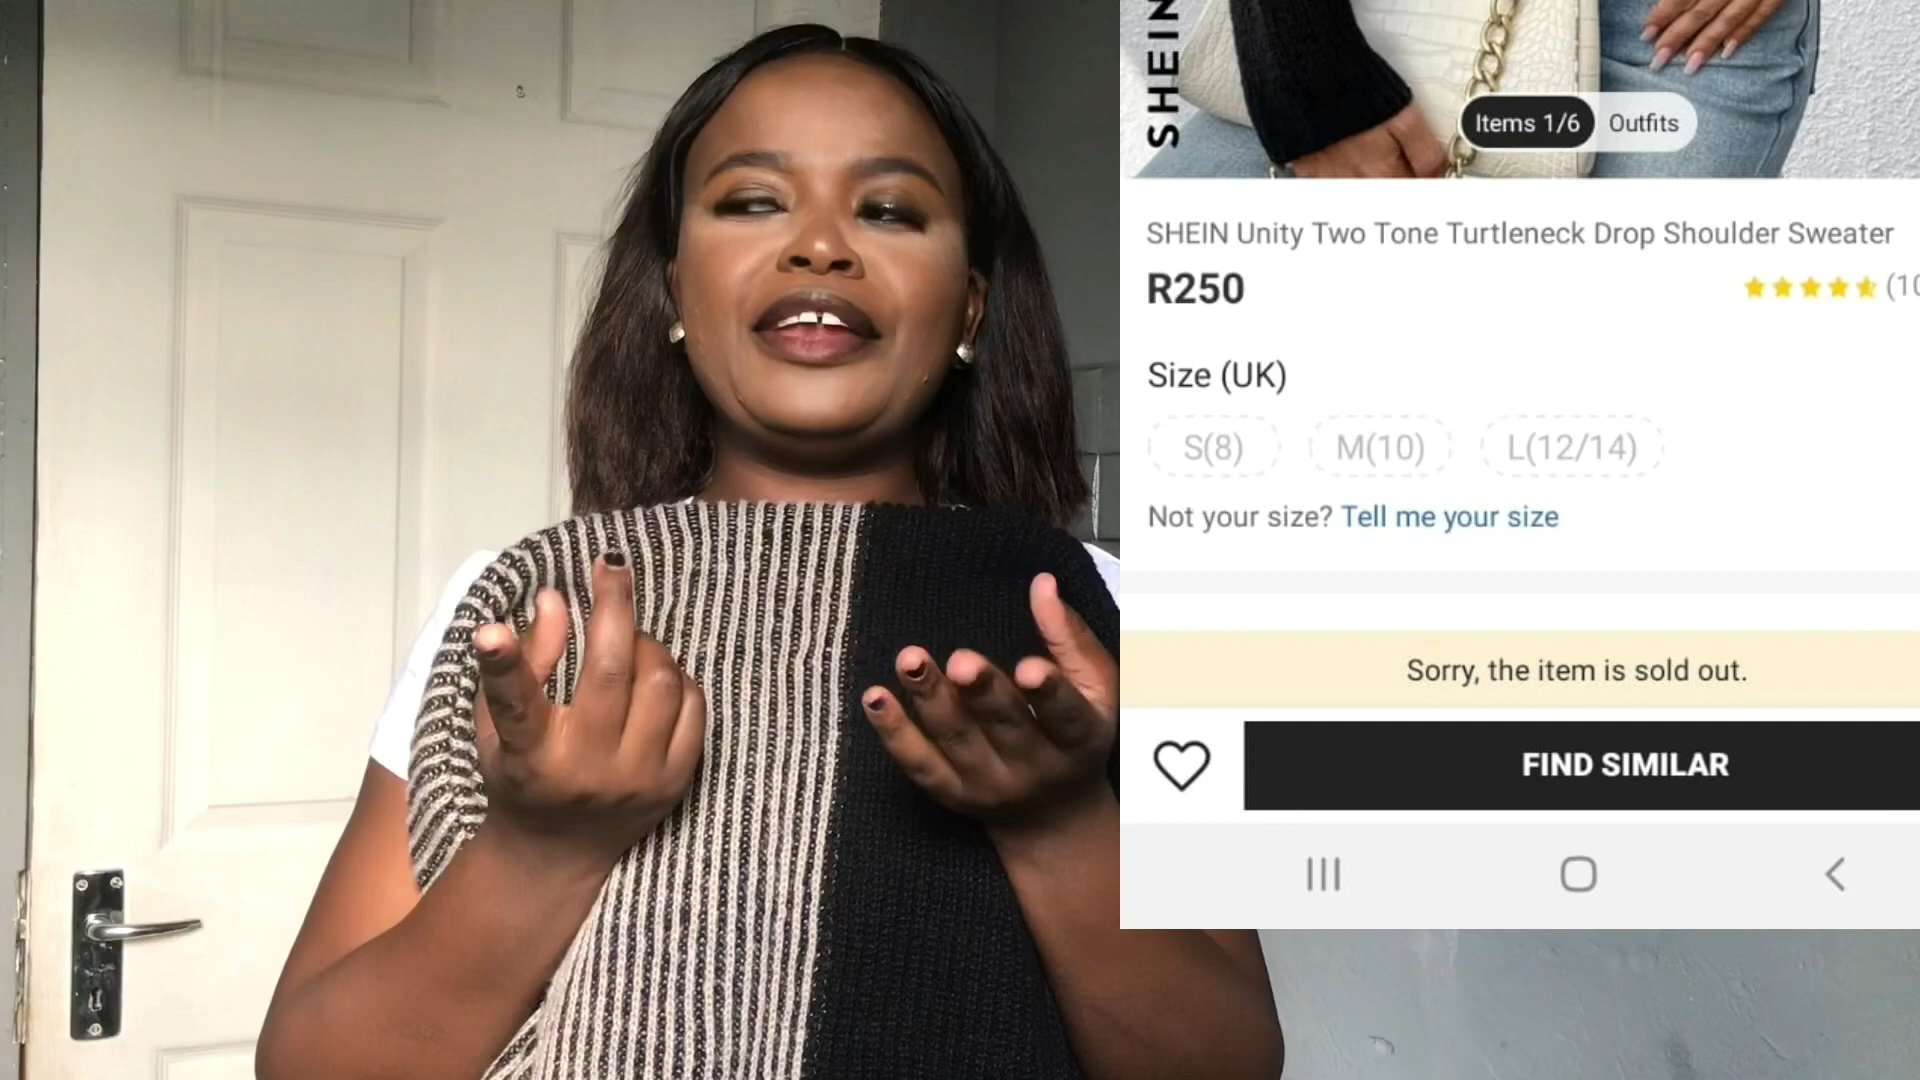 SHEIN
Items 1/6 Outfits
SHEIN Unity Two Tone Turtleneck Drop Shoulder Sweater
R250
(10
Size (UK)
S(8) M(10) L(12/14)
Not your size? Tell me your size
Sorry, the item is sold out.
FIND SIMILAR